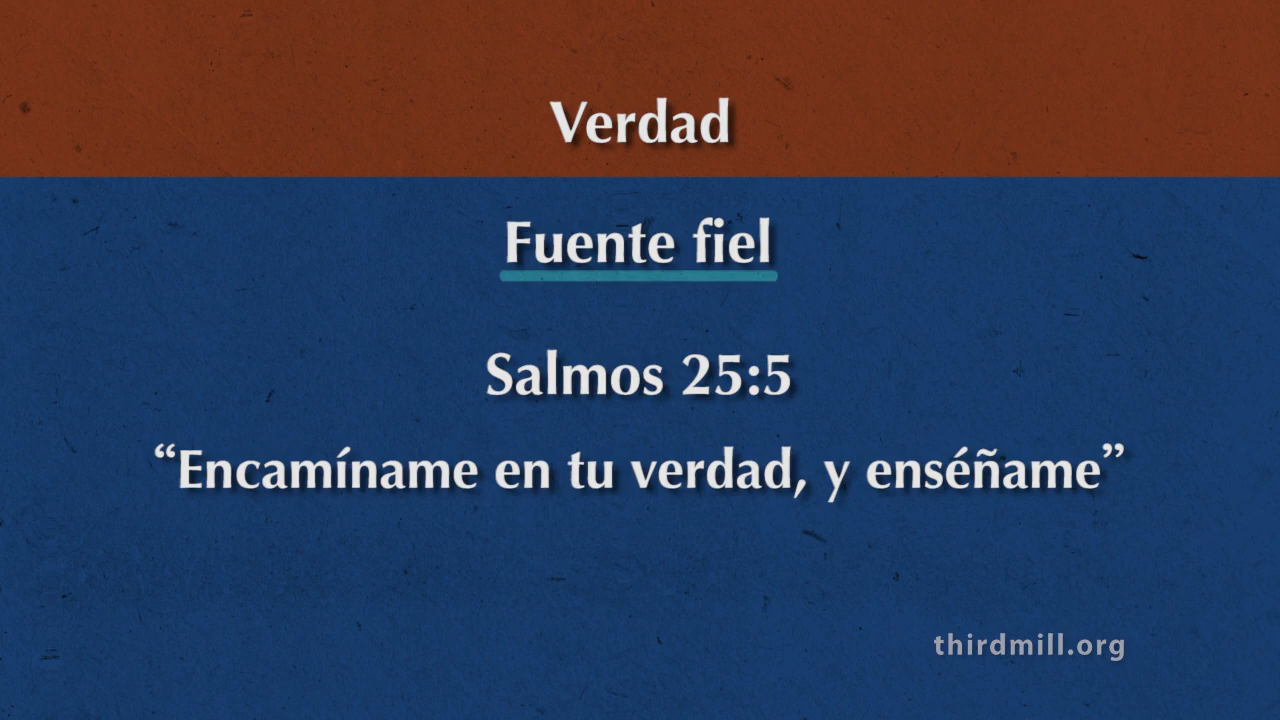 Verdad
Fuente fiel
Salmos 25:5
“Encamíname en tu verdad, y enséñame”
thirdmill.org